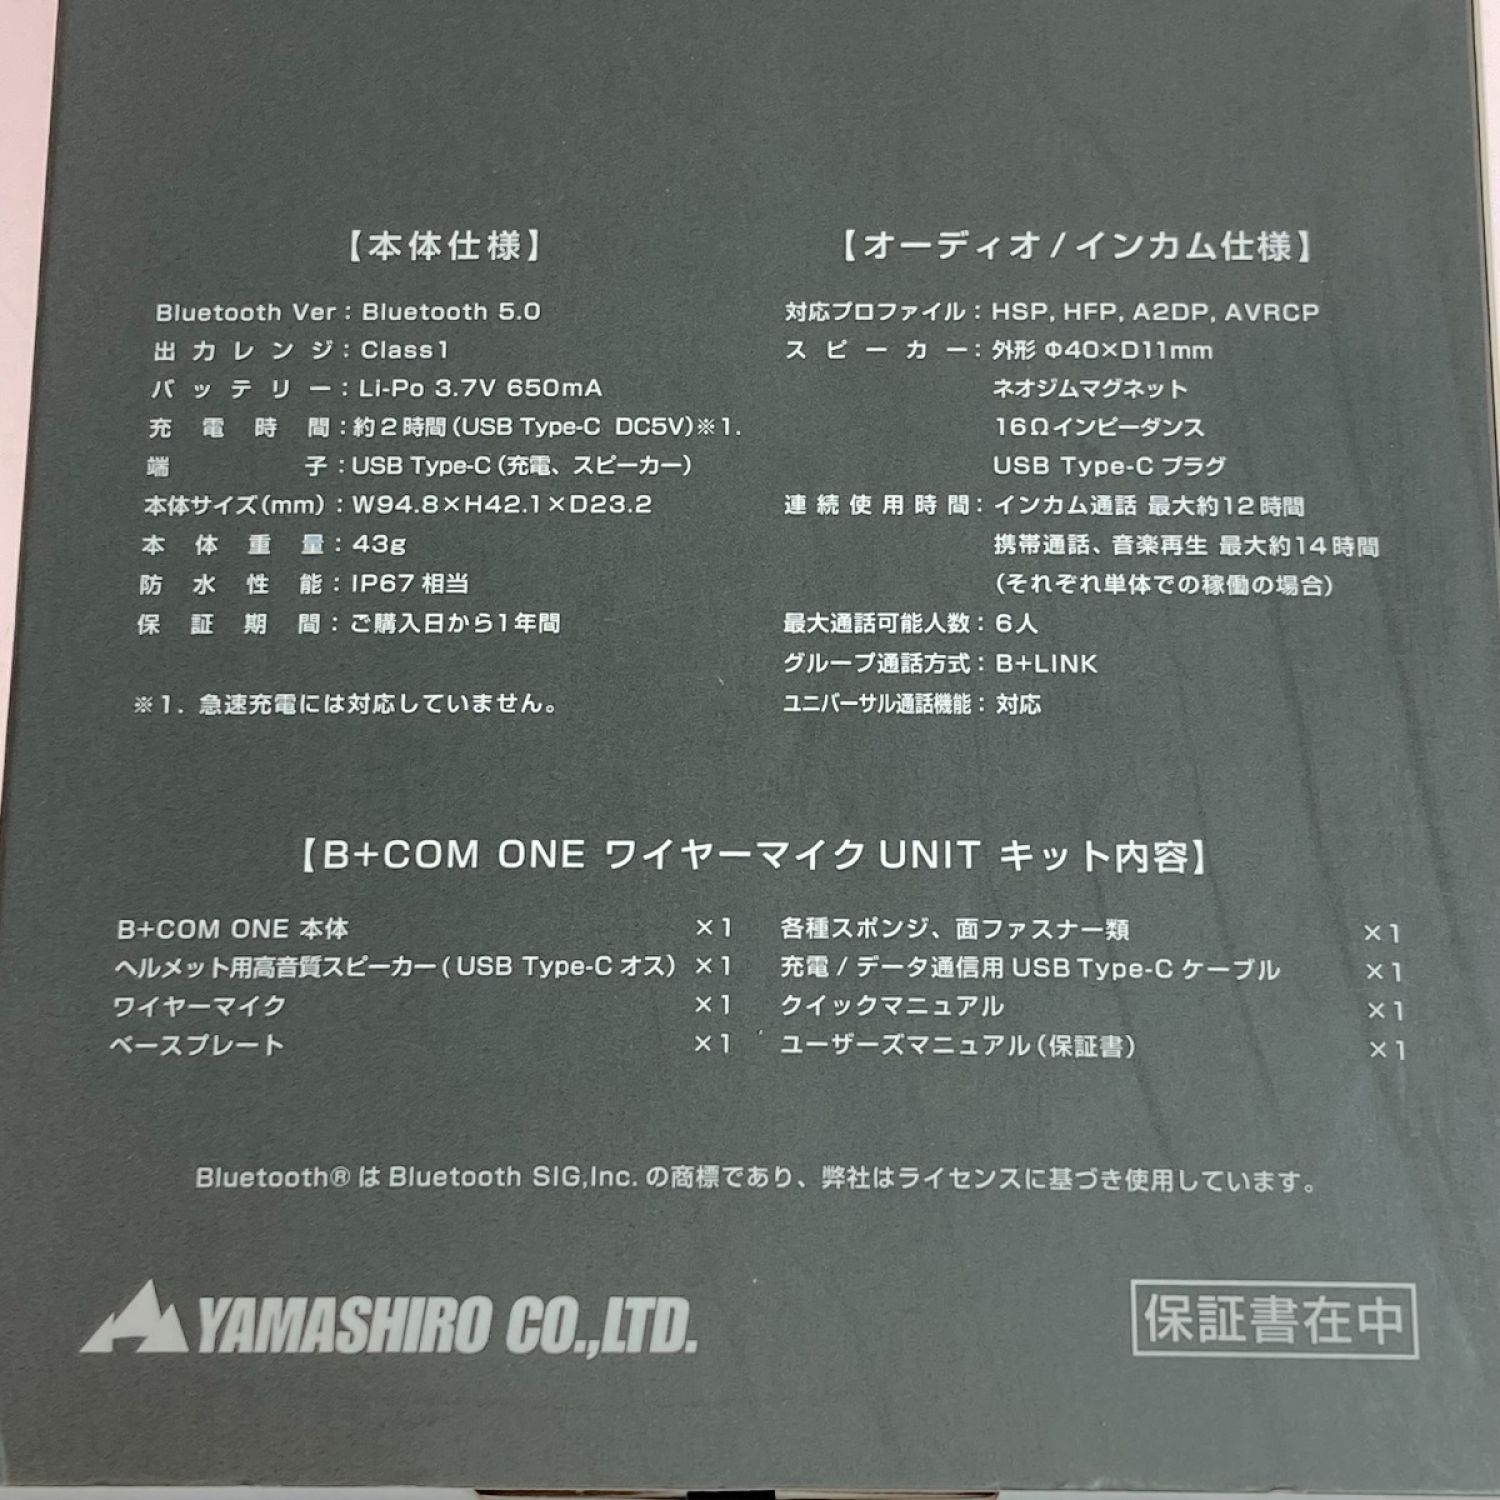 【本体仕様】
Bluetooth Ver：Bluetooth 5.0
出力レンジ：Class1
バッテリー：Li-Po 3.7V 650mA
充電時間：約2時間（USB Type-C DC5V）※1.
端子：USB Type-C（充電、スピーカー）
本体サイズ（mm）：W94.8×H42.1×D23.2
本体重量：43g
防水性能：IP67相当
保証期間：ご購入日から1年間
※1. 急速充電には対応していません。
【オーディオ/インカム仕様】
対応プロファイル：HSP, HFP, A2DP, AVRCP
スピーカー：外形 Φ40×D11mm
ネオジムマグネット
16Ωインピーダンス
USB Type-Cプラグ
連続使用時間：インカム通話 最大約12時間
携帯通話、音楽再生 最大約14時間
（それぞれ単体での稼働の場合）
最大通話可能人数：6人
グループ通話方式：B+LINK
ユニバーサル通話機能：対応
【B+COM ONE ワイヤーマイクUNIT キット内容】
B+COM ONE 本体 ×1
ヘルメット用高音質スピーカー（USB Type-Cオス） ×1
ワイヤーマイク ×1
ベースプレート ×1
各種スポンジ、面ファスナー類 ×1
充電/データ通信用USB Type-Cケーブル ×1
クイックマニュアル ×1
ユーザーズマニュアル（保証書） ×1
Bluetooth®はBluetooth SIG,Inc.の商標であり、弊社はライセンスに基づき使用しています。
YAMASHIRO CO.,LTD.
保証書在中